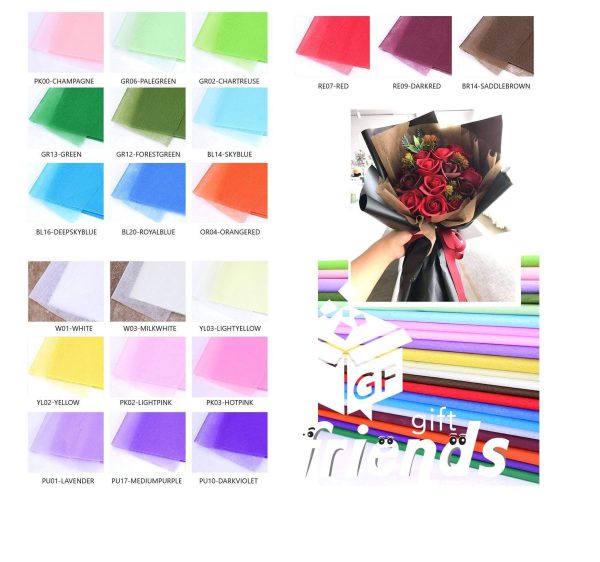 PK00-CHAMPAGNE
GR06-PALEGREEN
GR02-CHARTREUSE
RE07-RED
RE09-DARKRED
BR14-SADDLEBROWN
GR13-GREEN
GR12-FORESTGREEN
BL14-SKYBLUE
BL16-DEEPSKYBLUE
BL20-ROYALBLUE
OR04-ORANGERED
W01-WHITE
W03-MILKWHITE
YL03-LIGHTYELLOW
YL02-YELLOW
PK02-LIGHTPINK
PK03-HOTPINK
PU01-LAVENDER
PU17-MEDIUMPURPLE
PU10-DARKVIOLET
GF
gift
friends